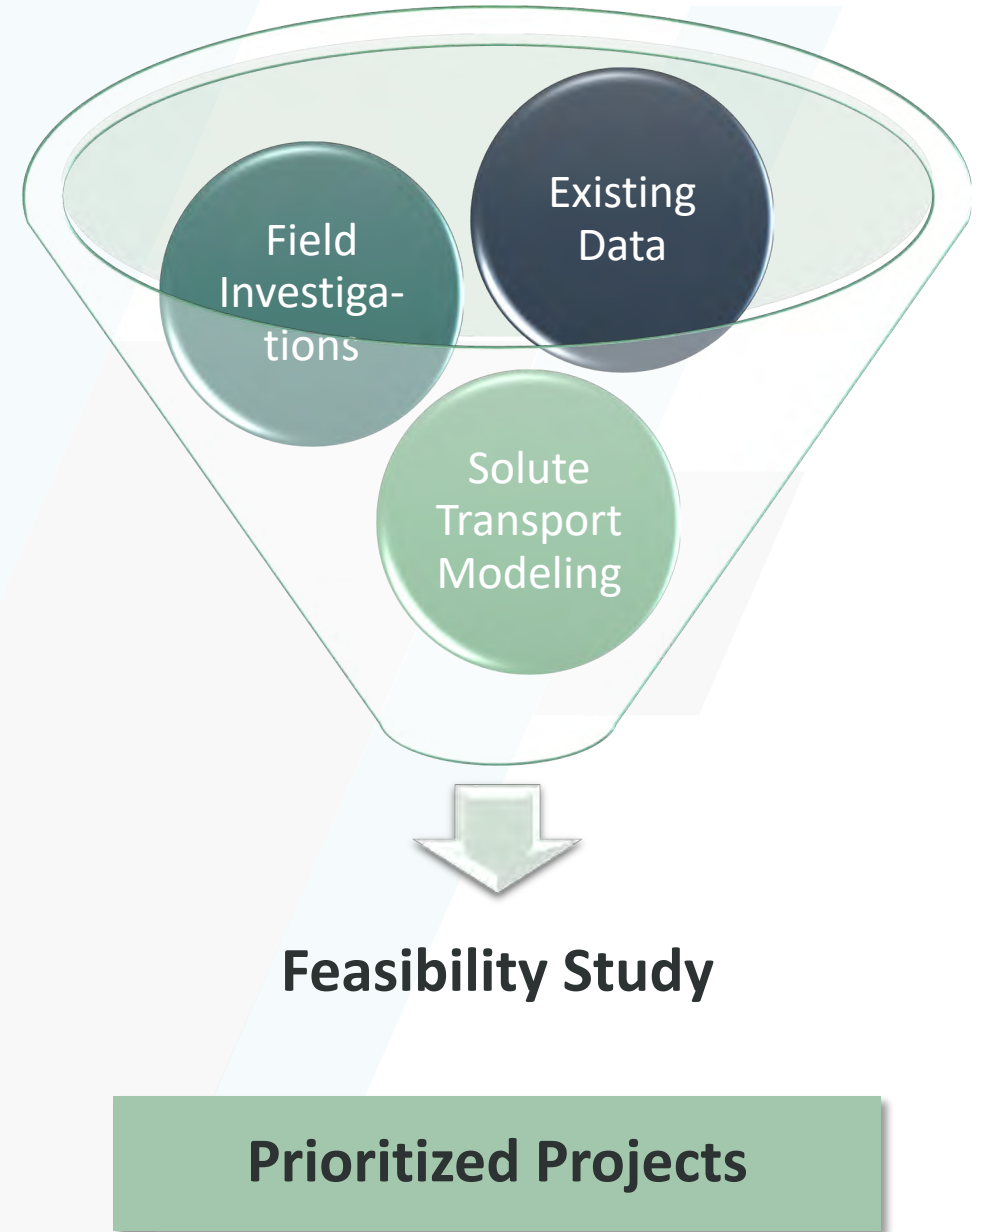 Existing
Data
Field
Investiga-
tions
Solute
Transport
Modeling
Feasibility Study
Prioritized Projects